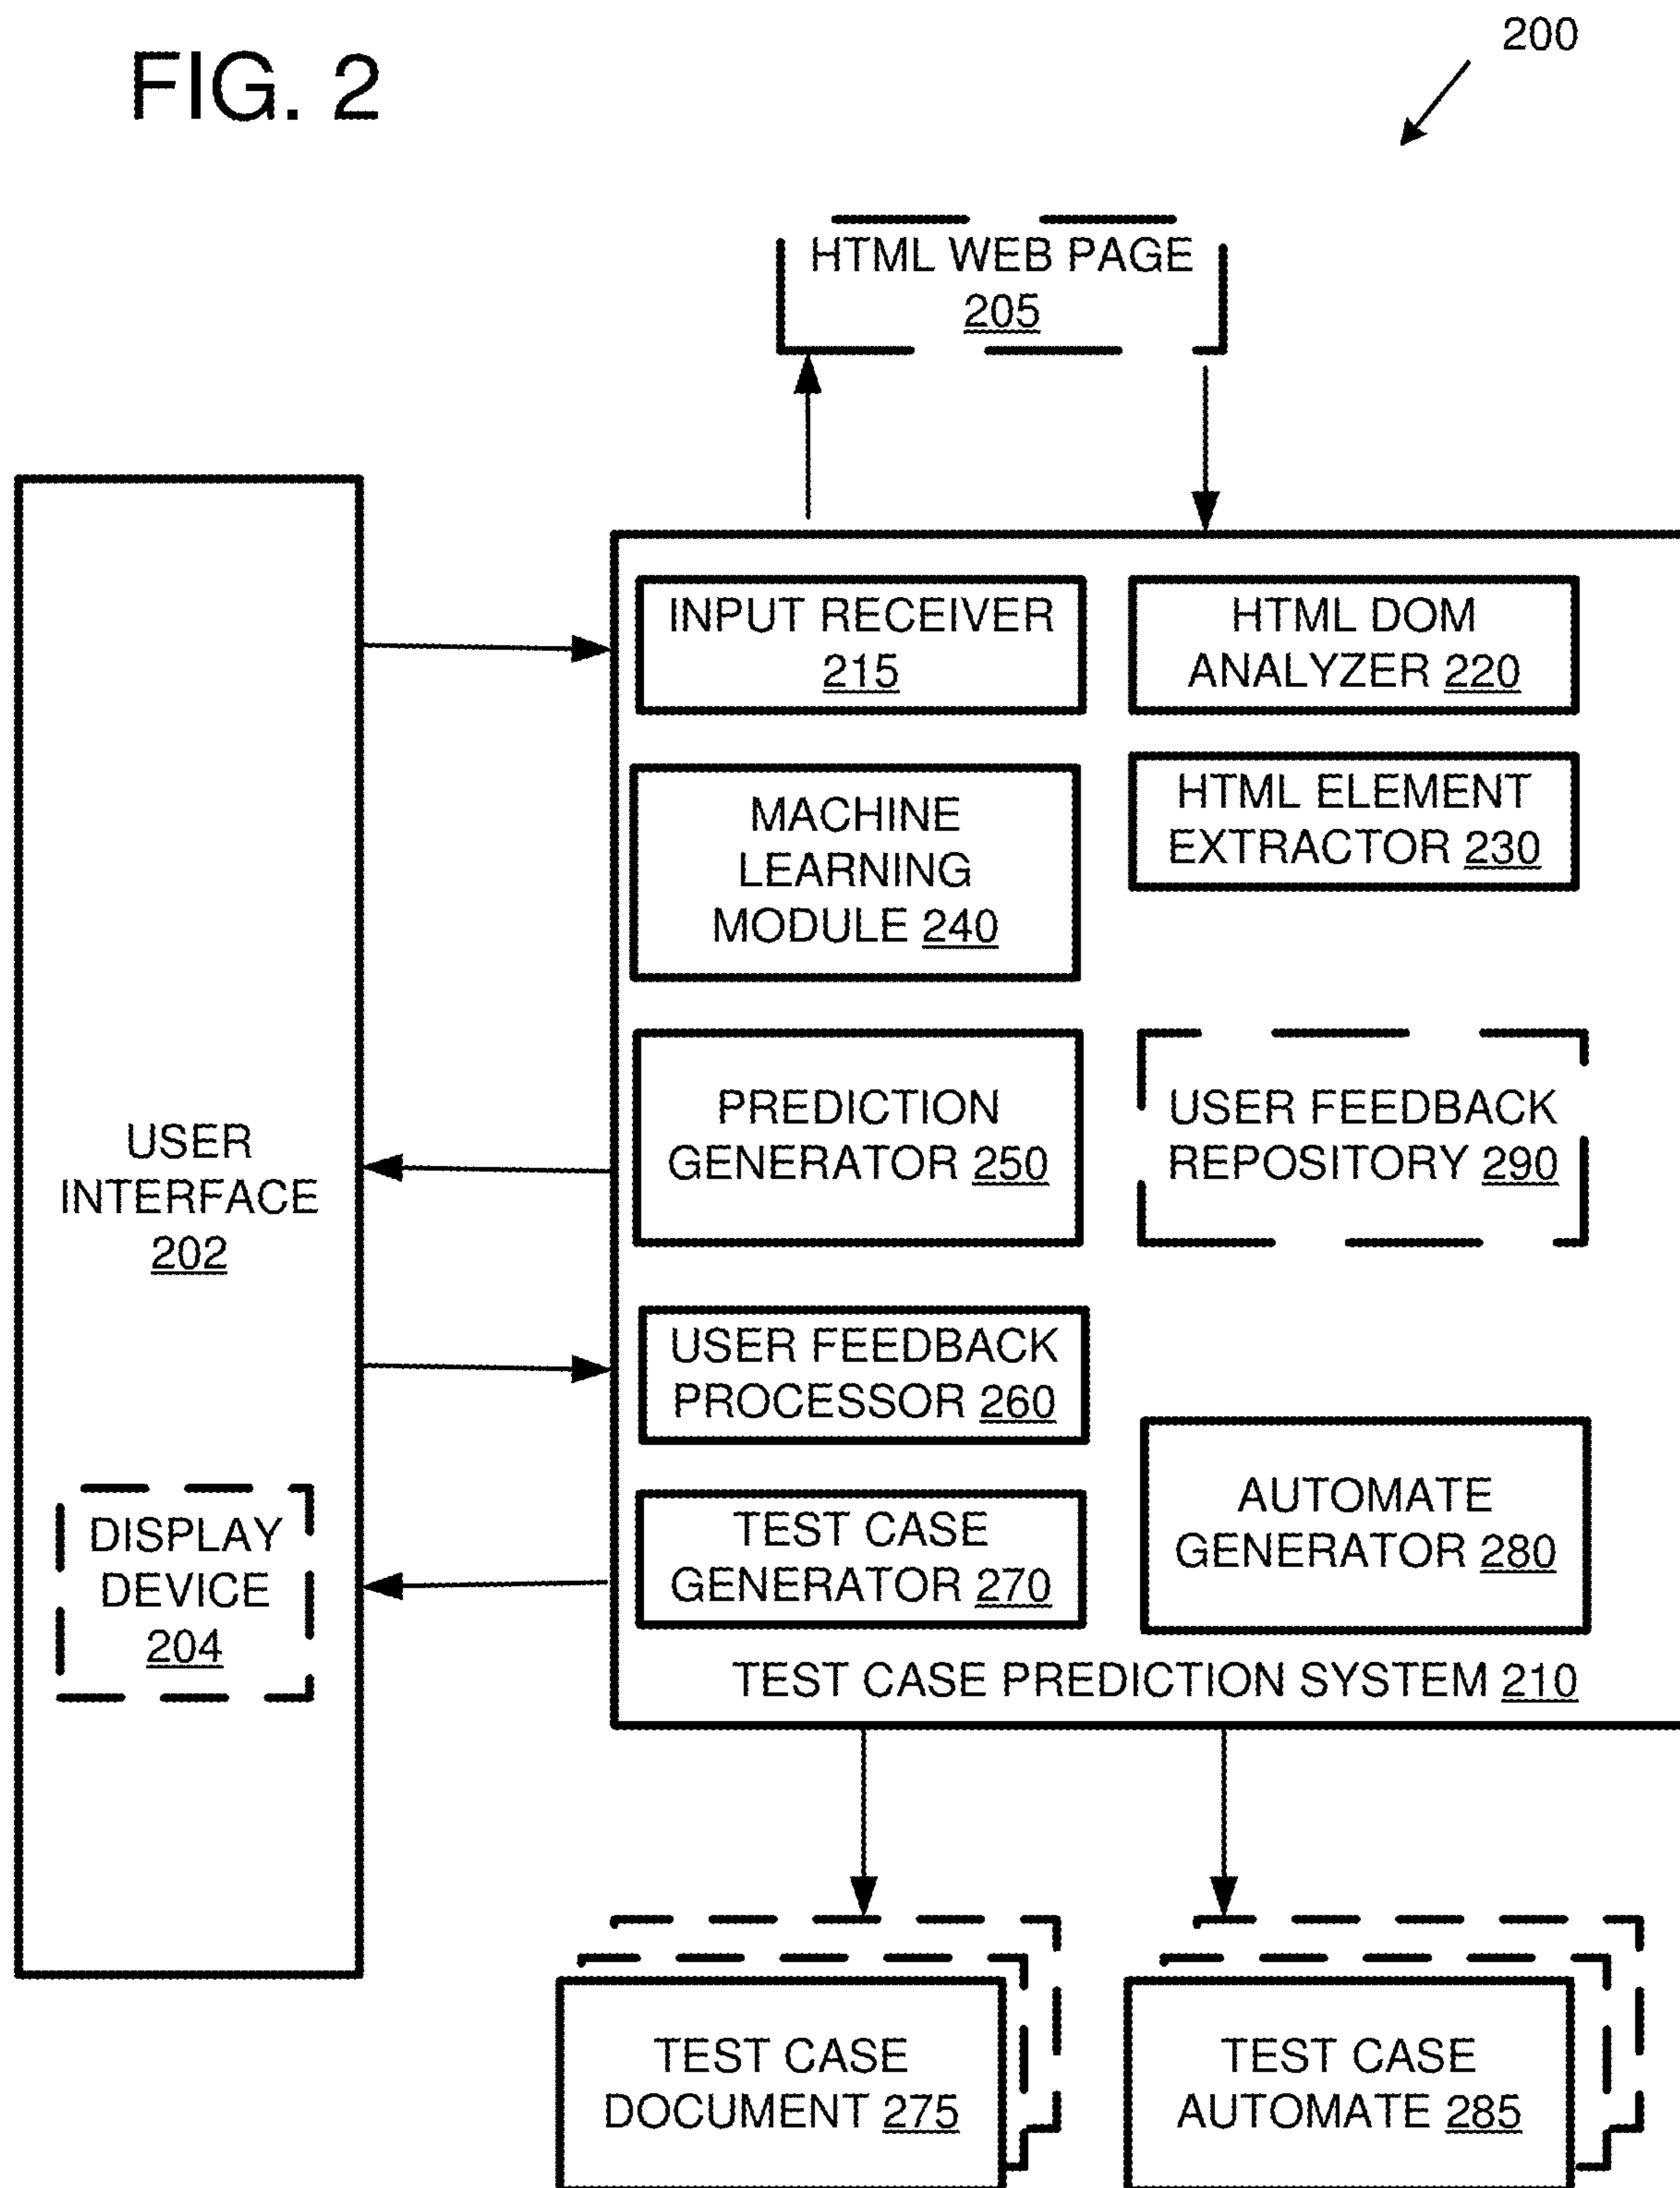 FIG. 2
200
HTML WEB PAGE
205
INPUT RECEIVER
215
HTML DOM
ANALYZER 220
MACHINE
LEARNING
MODULE 240
HTML ELEMENT
EXTRACTOR 230
PREDICTION
GENERATOR 250
USER FEEDBACK
REPOSITORY 290
USER
INTERFACE
202
USER FEEDBACK
PROCESSOR 260
AUTOMATE
GENERATOR 280
DISPLAY
DEVICE
204
TEST CASE
GENERATOR 270
TEST CASE PREDICTION SYSTEM 210
TEST CASE
DOCUMENT 275
TEST CASE
AUTOMATE 285